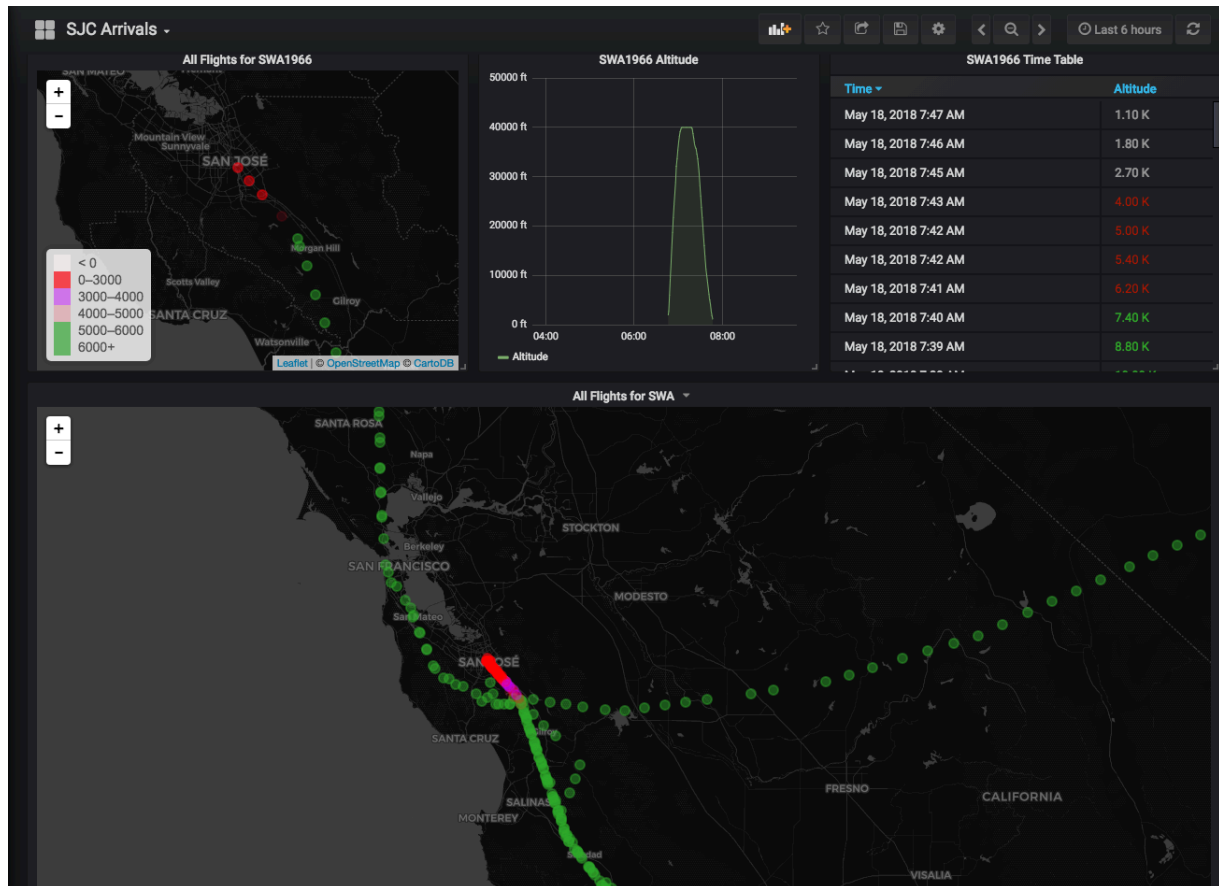 SJC Arrivals
Last 6 hours
All Flights for SWA1966
+
-
SAN MATEO
Mountain View
Sunnyvale
SAN JOSÉ
Morgan Hill
Scotts Valley
Gilroy
SANTA CRUZ
Watsonville
< 0
0–3000
3000–4000
4000–5000
5000–6000
6000+
Leaflet | © OpenStreetMap © CartoDB
SWA1966 Altitude
50000 ft
40000 ft
30000 ft
20000 ft
10000 ft
0 ft
04:00 06:00 08:00
Altitude
SWA1966 Time Table
Time Altitude
May 18, 2018 7:47 AM 1.10 K
May 18, 2018 7:46 AM 1.80 K
May 18, 2018 7:45 AM 2.70 K
May 18, 2018 7:43 AM 4.00 K
May 18, 2018 7:42 AM 5.00 K
May 18, 2018 7:42 AM 5.40 K
May 18, 2018 7:41 AM 6.20 K
May 18, 2018 7:40 AM 7.40 K
May 18, 2018 7:39 AM 8.80 K
All Flights for SWA
+
-
SANTA ROSA
Napa
Vallejo
STOCKTON
Berkeley
SAN FRANCISCO
MODESTO
San Mateo
SAN JOSÉ
Gilroy
SANTA CRUZ
FRESNO
CALIFORNIA
SALINAS
MONTEREY
Soledad
VISALIA